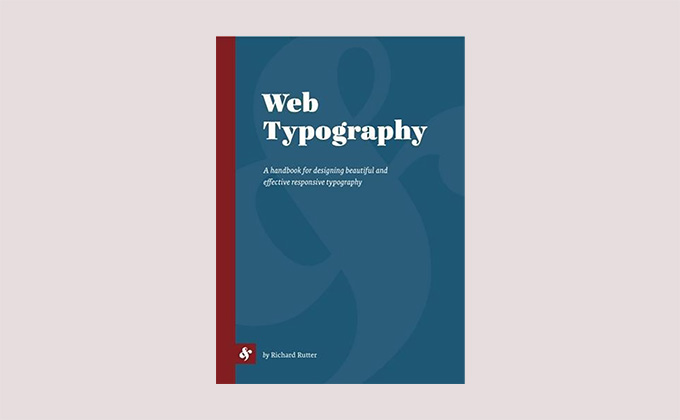 Web
Typography
A handbook for designing beautiful and
effective responsive typography
&
by Richard Rutter